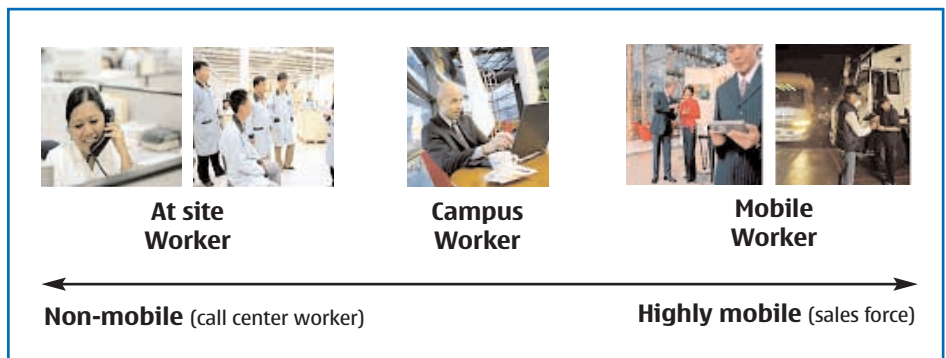 At site
Worker
Campus
Worker
Mobile
Worker
Non-mobile (call center worker)
Highly mobile (sales force)